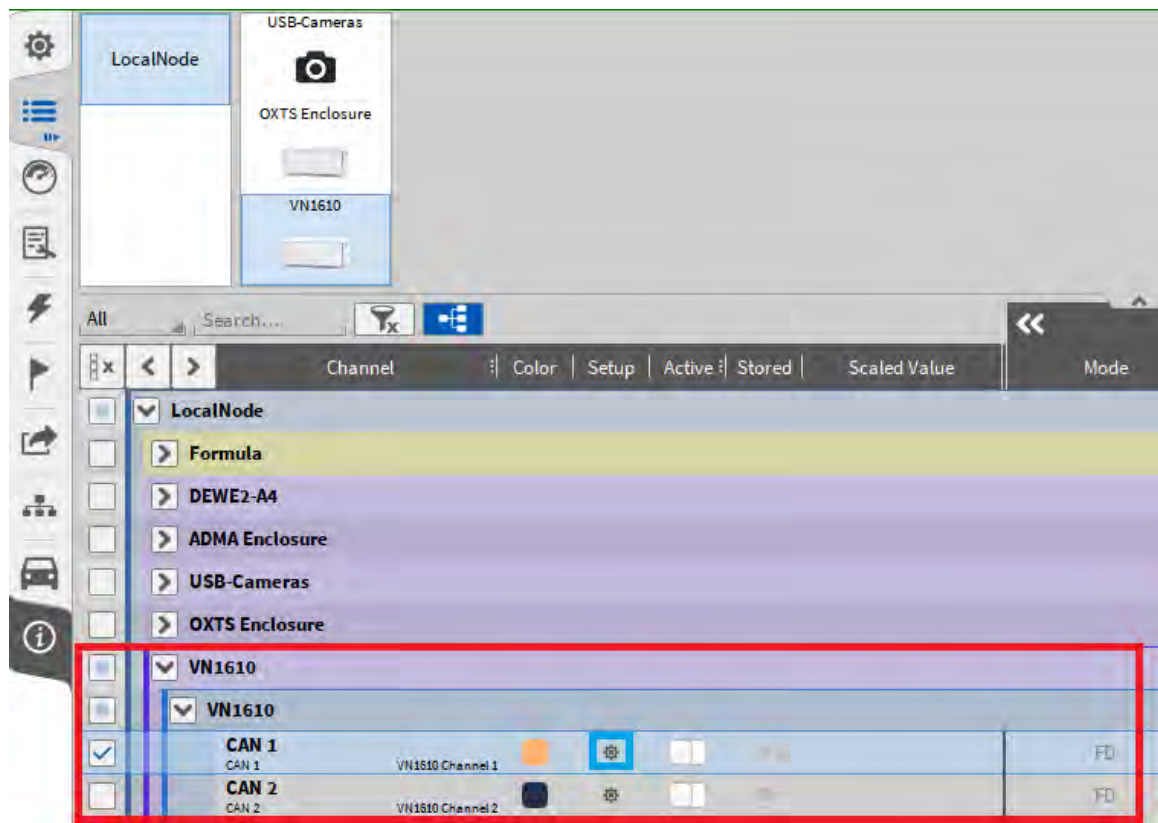 USB-Cameras
LocalNode
OXTS Enclosure
VN1610
All Search....
Channel Color Setup Active Stored Scaled Value Mode
LocalNode
Formula
DEWE2-A4
ADMA Enclosure
USB-Cameras
OXTS Enclosure
VN1610
VN1610
CAN 1
CAN 1 VN1610 Channel 1 FD
CAN 2
CAN 2 VN1610 Channel 2 FD